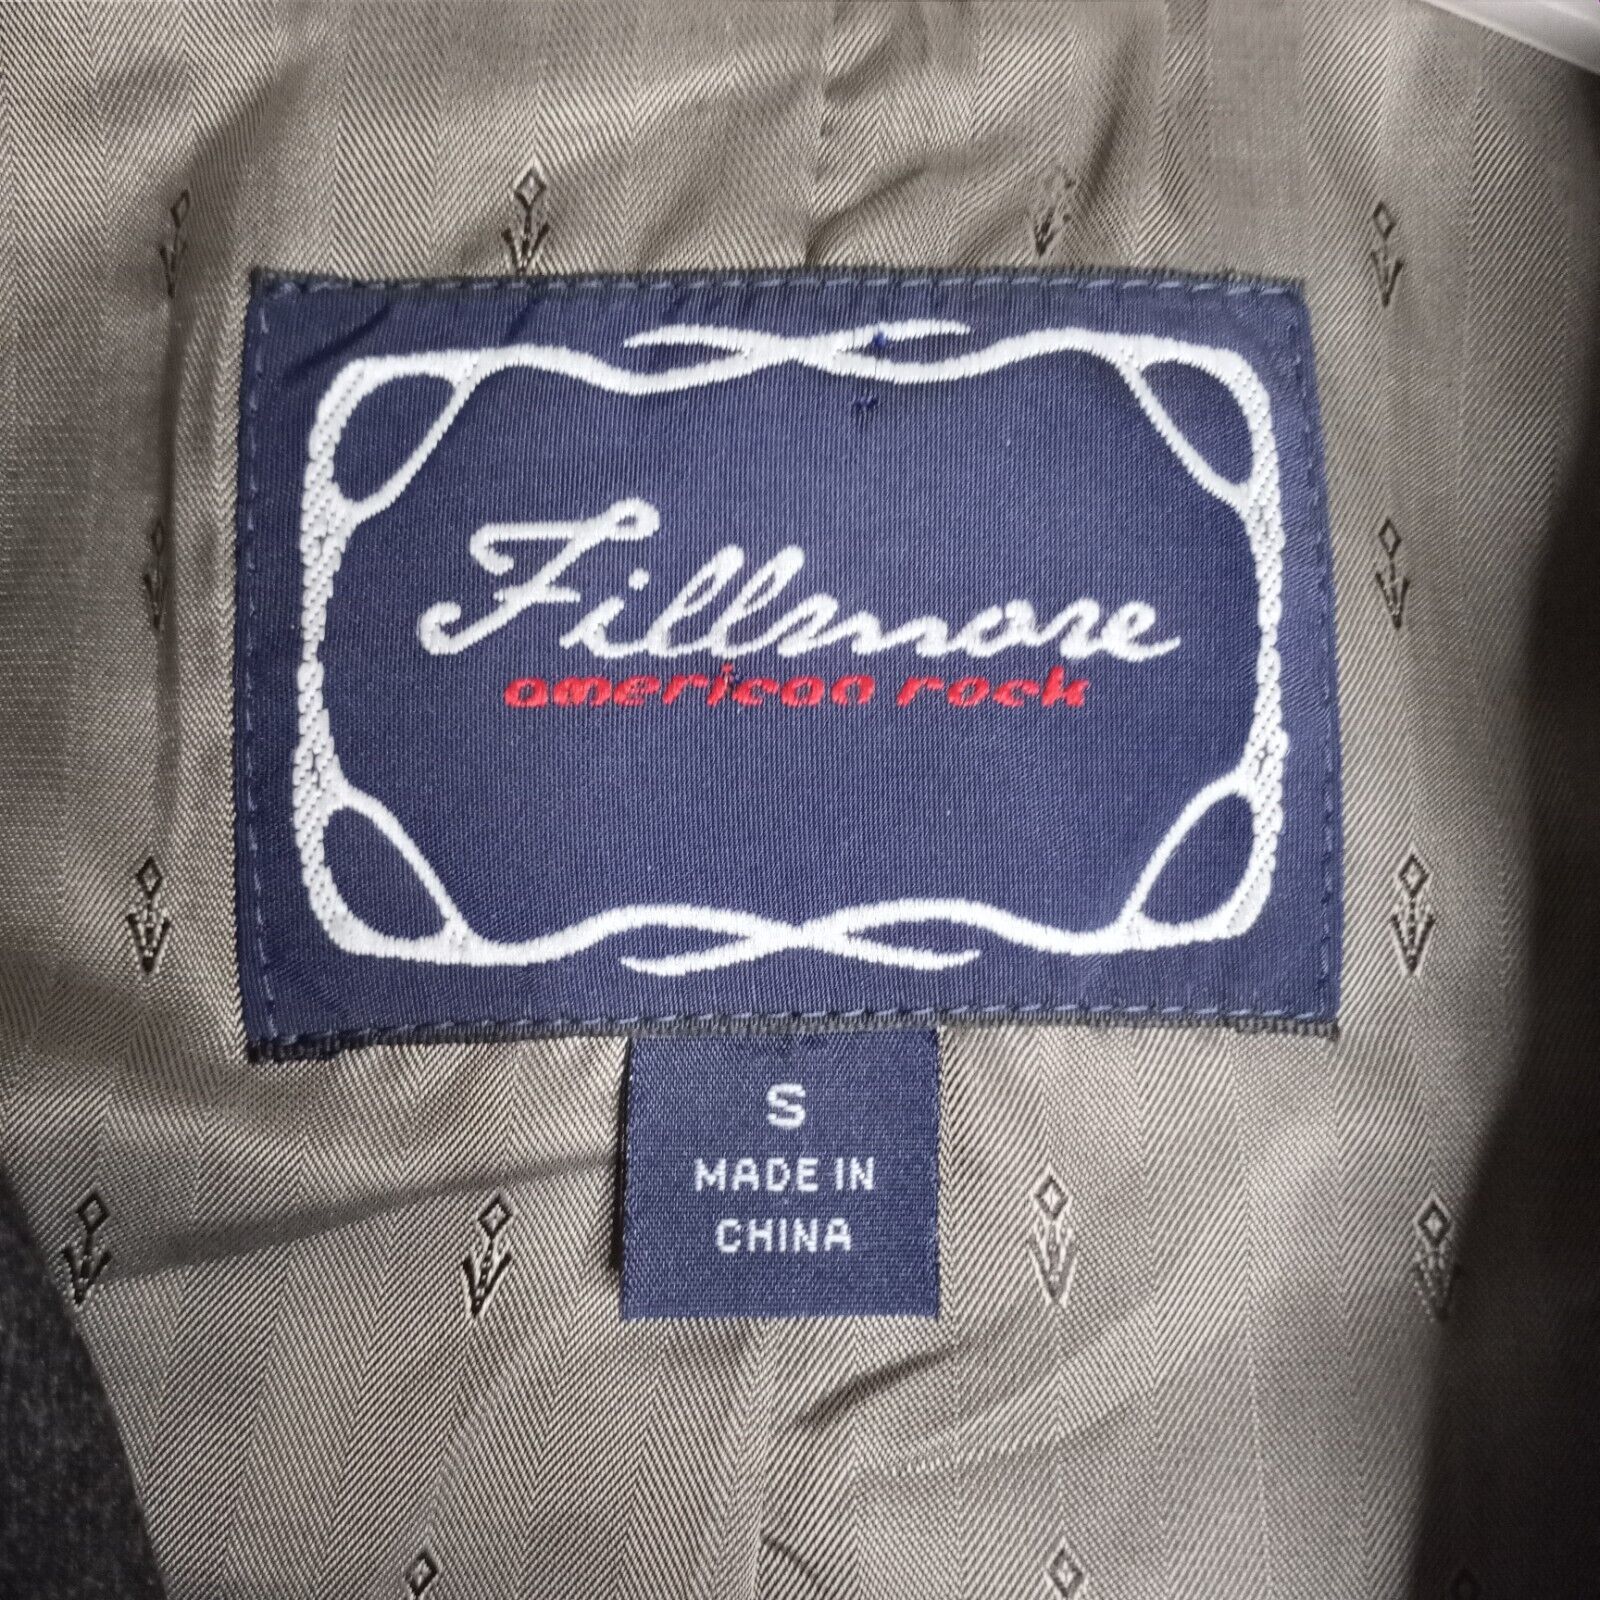 Fillmore
american rock
S
MADE IN
CHINA